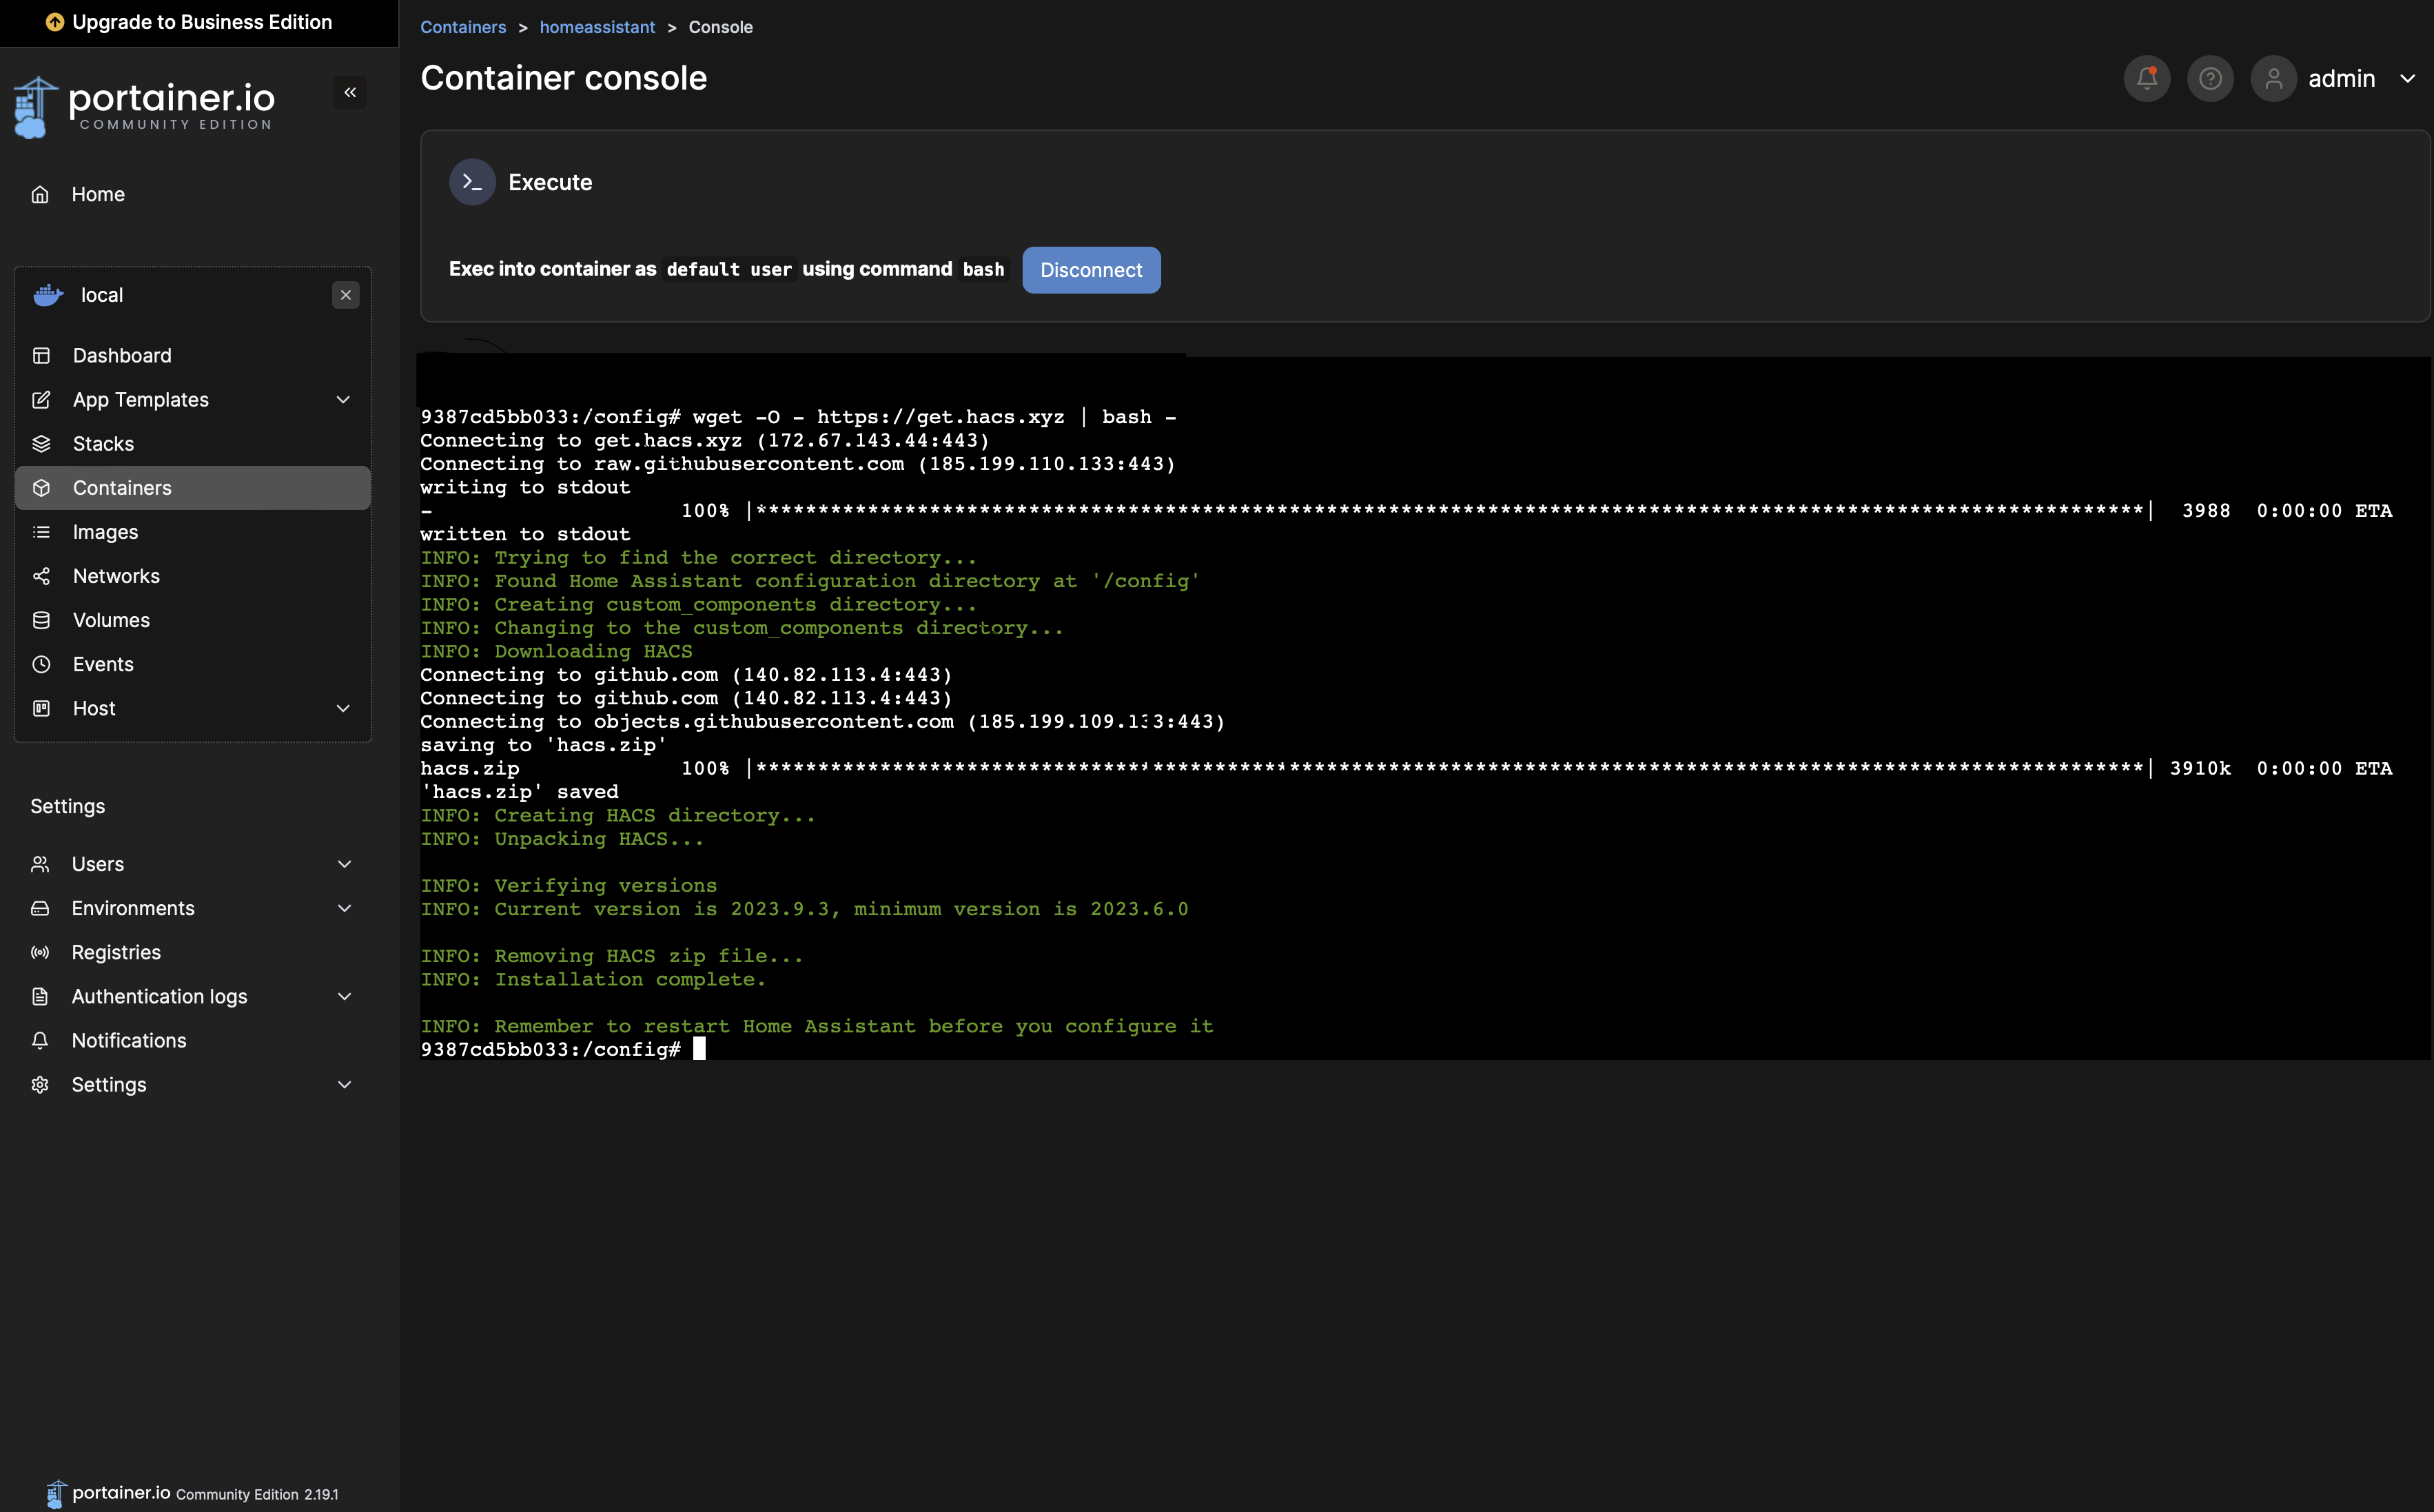 Upgrade to Business Edition
portainer.io
COMMUNITY EDITION
Home
local
Dashboard
App Templates
Stacks
Containers
Images
Networks
Volumes
Events
Host
Settings
Users
Environments
Registries
Authentication logs
Notifications
Settings
portainer.io Community Edition 2.19.1
Containers > homeassistant > Console
Container console
admin
Execute
Exec into container as default user using command bash Disconnect
9387cd5bb033:/config# wget -O - https://get.hacs.xyz | bash -
Connecting to get.hacs.xyz (172.67.143.44:443)
Connecting to raw.githubusercontent.com (185.199.110.133:443)
writing to stdout
- 100% |****************************************************************************************************************| 3988 0:00:00 ETA
written to stdout
INFO: Trying to find the correct directory...
INFO: Found Home Assistant configuration directory at '/config'
INFO: Creating custom_components directory...
INFO: Changing to the custom_components directory...
INFO: Downloading HACS
Connecting to github.com (140.82.113.4:443)
Connecting to github.com (140.82.113.4:443)
Connecting to objects.githubusercontent.com (185.199.109.133:443)
saving to 'hacs.zip'
hacs.zip 100% |****************************************************************************************************************| 3910k 0:00:00 ETA
'hacs.zip' saved
INFO: Creating HACS directory...
INFO: Unpacking HACS...
INFO: Verifying versions
INFO: Current version is 2023.9.3, minimum version is 2023.6.0
INFO: Removing HACS zip file...
INFO: Installation complete.
INFO: Remember to restart Home Assistant before you configure it
9387cd5bb033:/config#